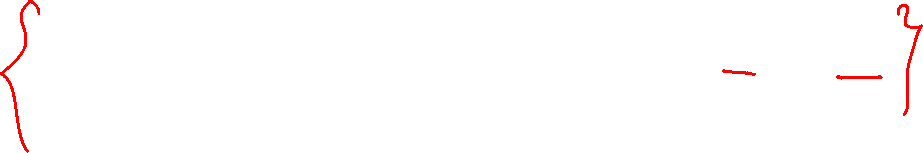 { - - }